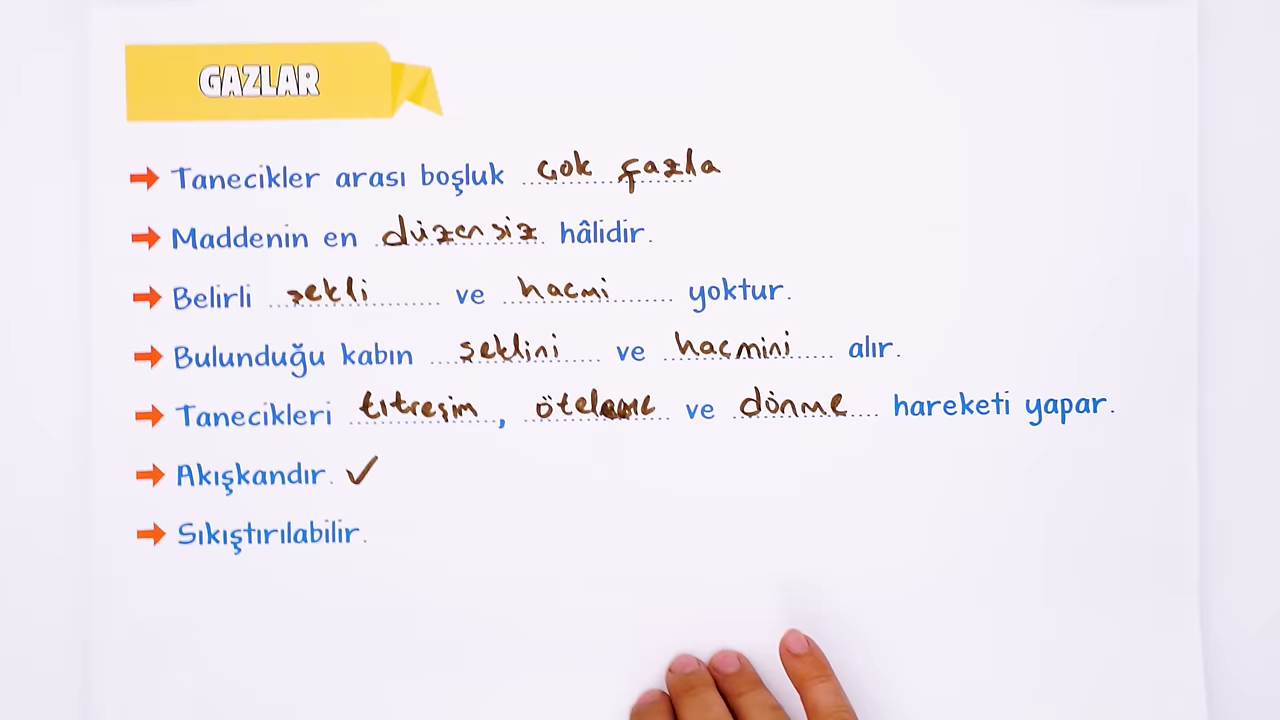 GAZLAR
Tanecikler arası boşluk çok fazla
Maddenin en düzensiz hâlidir.
Belirli şekli ve hacmi yoktur.
Bulunduğu kabın şeklini ve hacmini alır.
Tanecikleri titreşim, öteleme ve dönme hareketi yapar.
Akışkandır. ✓
Sıkıştırılabilir.